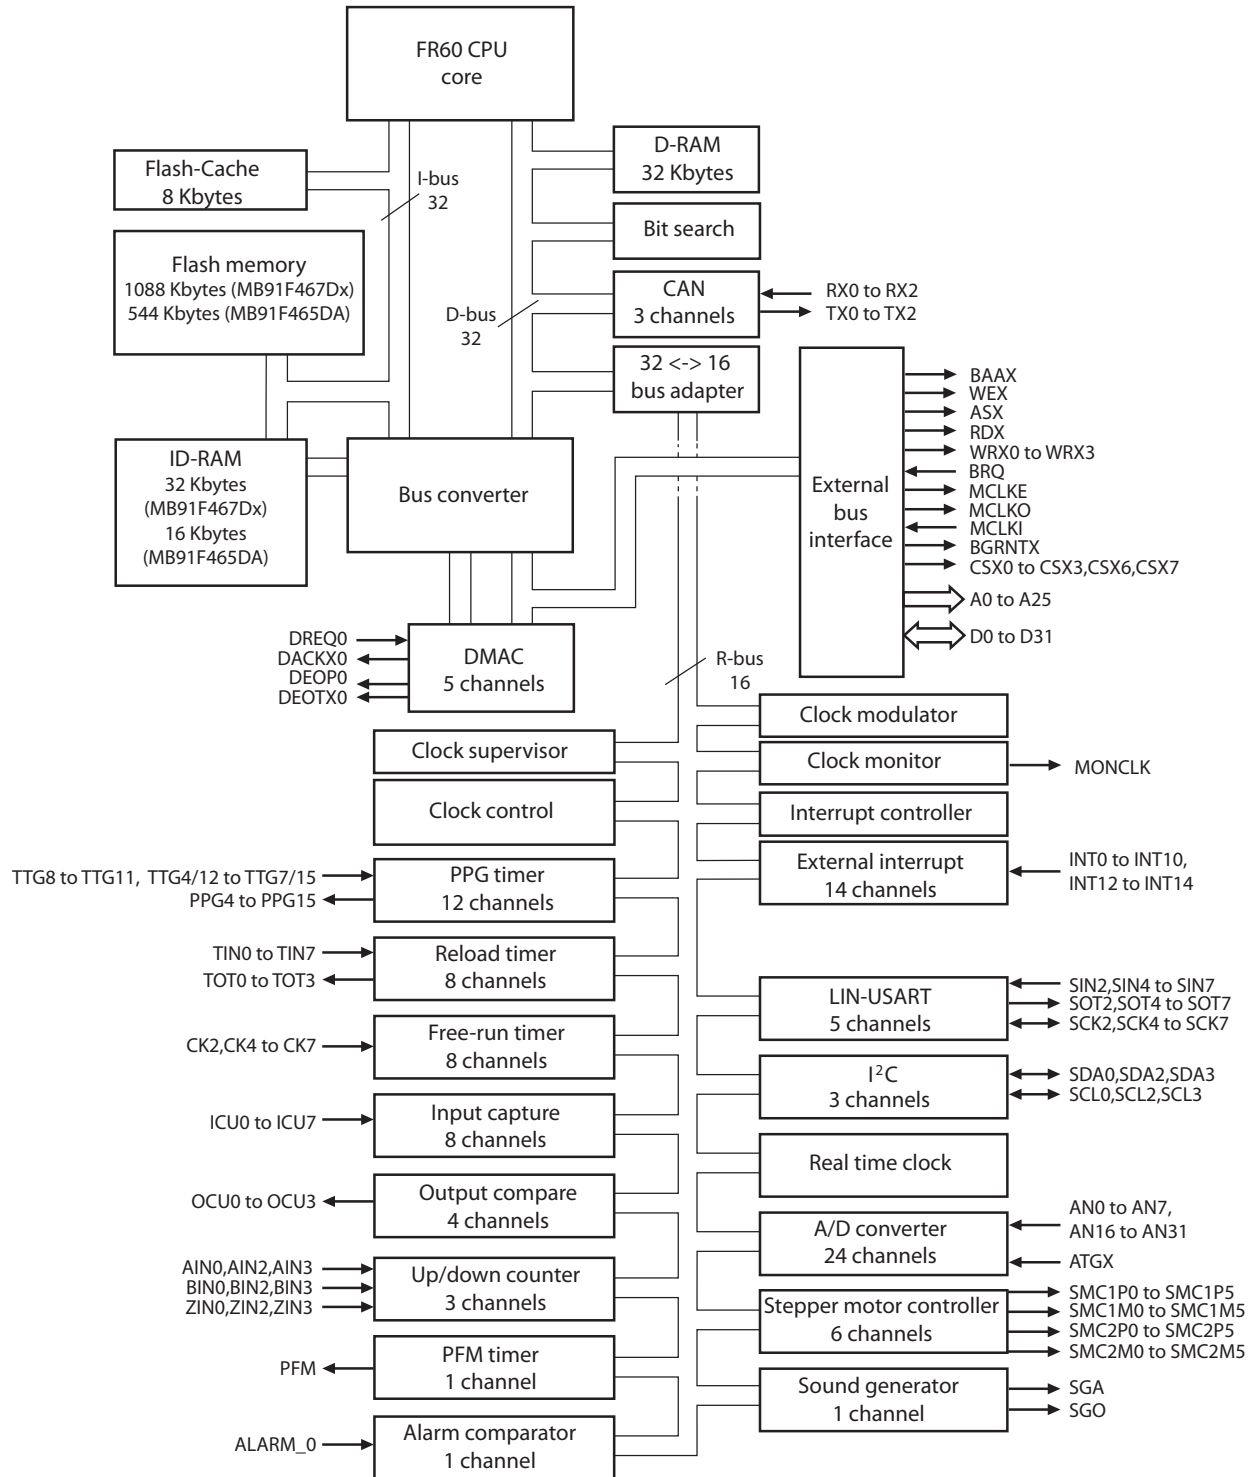 FR60 CPU
core
Flash-Cache
8 Kbytes
I-bus
32
D-RAM
32 Kbytes
Bit search
Flash memory
1088 Kbytes (MB91F467Dx)
544 Kbytes (MB91F465DA)
CAN
3 channels
RX0 to RX2
TX0 to TX2
D-bus
32
32 <-> 16
bus adapter
ID-RAM
32 Kbytes
(MB91F467Dx)
16 Kbytes
(MB91F465DA)
Bus converter
External
bus
interface
BAAX
WEX
ASX
RDX
WRX0 to WRX3
BRQ
MCLKE
MCLKO
MCLKI
BGRNTX
CSX0 to CSX3,CSX6,CSX7
A0 to A25
D0 to D31
DREQ0
DACKX0
DEOP0
DEOTX0
DMAC
5 channels
R-bus
16
Clock supervisor
Clock control
TTG8 to TTG11, TTG4/12 to TTG7/15
PPG4 to PPG15
PPG timer
12 channels
TIN0 to TIN7
TOT0 to TOT3
Reload timer
8 channels
CK2,CK4 to CK7
Free-run timer
8 channels
ICU0 to ICU7
Input capture
8 channels
OCU0 to OCU3
Output compare
4 channels
AIN0,AIN2,AIN3
BIN0,BIN2,BIN3
ZIN0,ZIN2,ZIN3
Up/down counter
3 channels
PFM
PFM timer
1 channel
ALARM_0
Alarm comparator
1 channel
Clock modulator
Clock monitor
MONCLK
Interrupt controller
External interrupt
14 channels
INT0 to INT10,
INT12 to INT14
LIN-USART
5 channels
SIN2,SIN4 to SIN7
SOT2,SOT4 to SOT7
SCK2,SCK4 to SCK7
I²C
3 channels
SDA0,SDA2,SDA3
SCL0,SCL2,SCL3
Real time clock
A/D converter
24 channels
AN0 to AN7,
AN16 to AN31
ATGX
Stepper motor controller
6 channels
SMC1P0 to SMC1P5
SMC1M0 to SMC1M5
SMC2P0 to SMC2P5
SMC2M0 to SMC2M5
Sound generator
1 channel
SGA
SGO